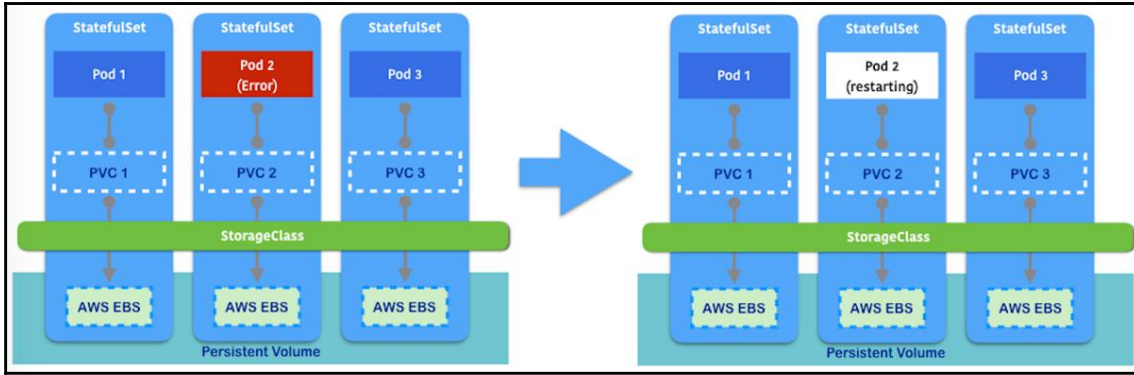 StatefulSet
StatefulSet
StatefulSet
Pod 1
Pod 2
(Error)
Pod 3
PVC 1
PVC 2
PVC 3
StorageClass
AWS EBS
AWS EBS
AWS EBS
Persistent Volume
StatefulSet
StatefulSet
StatefulSet
Pod 1
Pod 2
(restarting)
Pod 3
PVC 1
PVC 2
PVC 3
StorageClass
AWS EBS
AWS EBS
AWS EBS
Persistent Volume